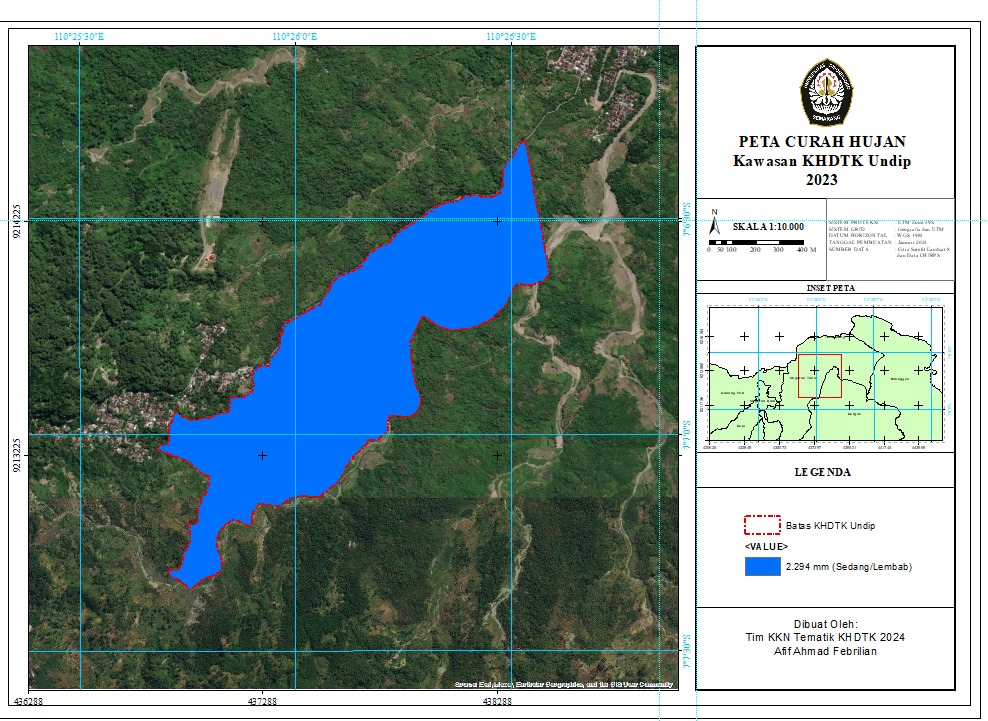 110°25'30"E 110°26'0"E 110°26'30"E
9214225
9213225
7°0'30"S
7°1'0"S
7°1'30"S
436288 437288 438288
PETA CURAH HUJAN
Kawasan KHDTK Undip
2023
N
SKALA 1:10.000
0 50 100 200 300 400 M
SISTEM PROYEKSI : UTM Zona 49S
SISTEM GRID : Geografis dan UTM
DATUM HORIZONTAL : WGS 1984
TANGGAL PEMBUATAN : Januari 2024
SUMBER DATA : Citra Satelit Landsat 8
dan Data CHIRPS
INSET PETA
LEGENDA
Batas KHDTK Undip
<VALUE>
2.294 mm (Sedang/Lembab)
Dibuat Oleh:
Tim KKN Tematik KHDTK 2024
Afif Ahmad Febrilian
Source: Esri, Maxar, Earthstar Geographics, and the GIS User Community